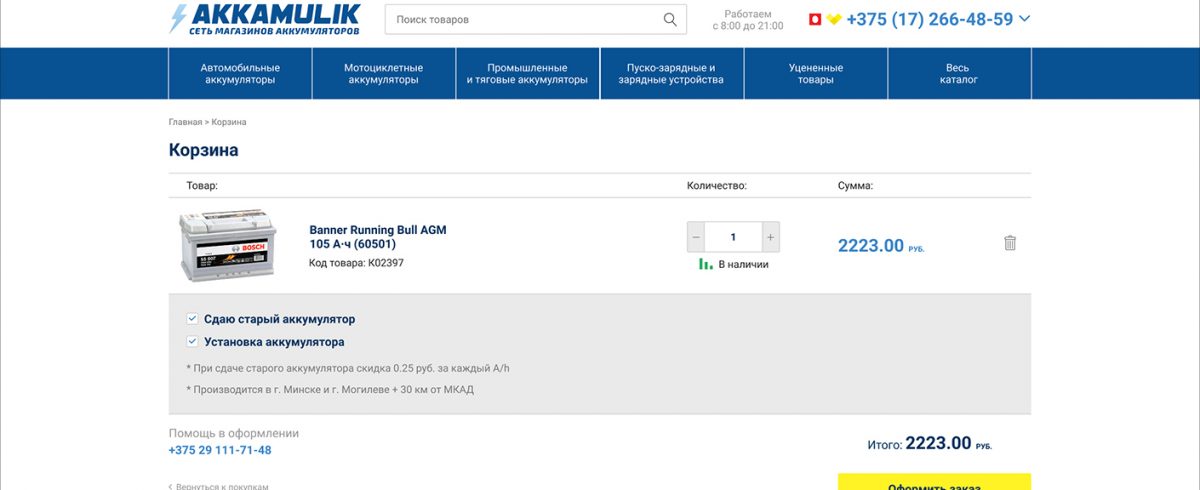 AKKAMULIK
СЕТЬ МАГАЗИНОВ АККУМУЛЯТОРОВ
Поиск товаров
Работаем
с 8:00 до 21:00
+375 (17) 266-48-59
Автомобильные
аккумуляторы
Мотоциклетные
аккумуляторы
Промышленные
и тяговые аккумуляторы
Пуско-зарядные и
зарядные устройства
Уцененные
товары
Весь
каталог
Главная > Корзина
Корзина
Товар:
Количество:
Сумма:
BOSCH
S5 007
Banner Running Bull AGM
105 А·ч (60501)
Код товара: K02397
− 1 +
В наличии
2223.00 РУБ.
Сдаю старый аккумулятор
Установка аккумулятора
* При сдаче старого аккумулятора скидка 0.25 руб. за каждый A/h
* Производится в г. Минске и г. Могилеве + 30 км от МКАД
Помощь в оформлении
+375 29 111-71-48
Итого: 2223.00 РУБ.
< Вернуться к покупкам
Оформить заказ